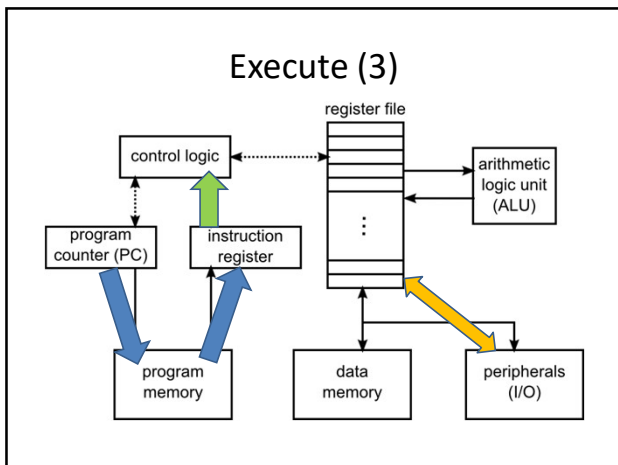 Execute (3)
register file
control logic
arithmetic
logic unit
(ALU)
program
counter (PC)
instruction
register
program
memory
data
memory
peripherals
(I/O)